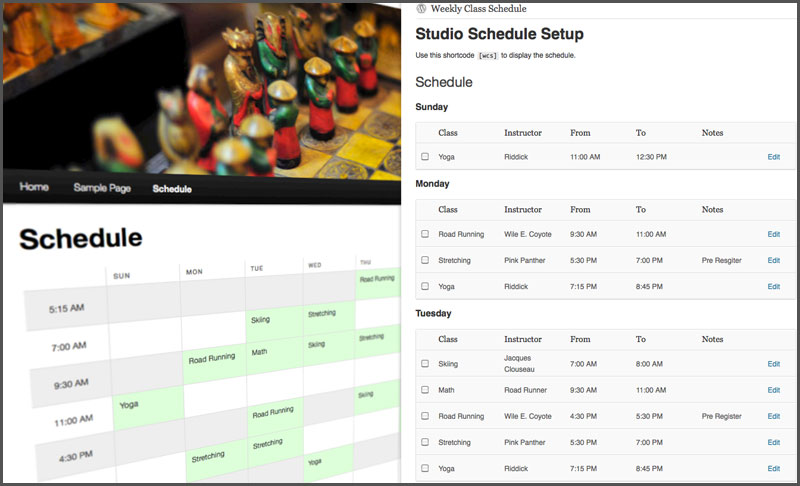 Home Sample Page Schedule
Schedule
SUN MON TUE WED THU
5:15 AM Road Running
7:00 AM Skiing Stretching
9:30 AM Road Running Math Skiing Stretching
11:00 AM Yoga Skiing
4:30 PM Road Running
Stretching Stretching
Yoga
Weekly Class Schedule
Studio Schedule Setup
Use this shortcode [wcs] to display the schedule.
Schedule
Sunday
Class Instructor From To Notes
Yoga Riddick 11:00 AM 12:30 PM Edit
Monday
Class Instructor From To Notes
Road Running Wile E. Coyote 9:30 AM 11:00 AM Edit
Stretching Pink Panther 5:30 PM 7:00 PM Pre Resgiter Edit
Yoga Riddick 7:15 PM 8:45 PM Edit
Tuesday
Class Instructor From To Notes
Skiing Jacques Clouseau 7:00 AM 8:00 AM Edit
Math Road Runner 9:30 AM 11:00 AM Edit
Road Running Wile E. Coyote 4:30 PM 5:30 PM Pre Register Edit
Stretching Pink Panther 5:30 PM 7:00 PM Edit
Yoga Riddick 7:15 PM 8:45 PM Edit